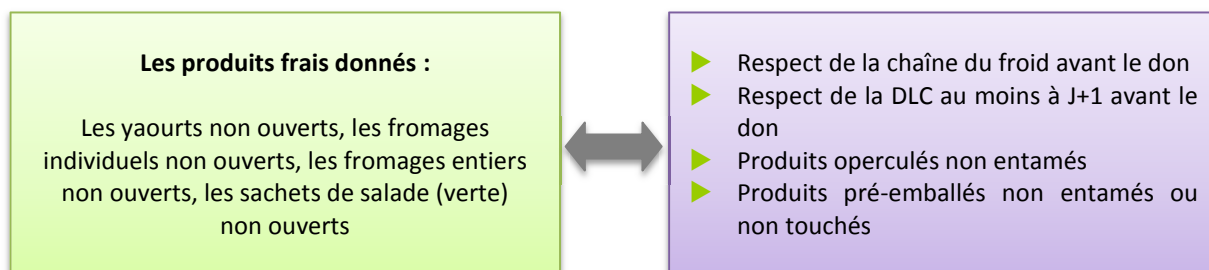 Les produits frais donnés :
Les yaourts non ouverts, les fromages
individuels non ouverts, les fromages entiers
non ouverts, les sachets de salade (verte)
non ouverts
Respect de la chaîne du froid avant le don
Respect de la DLC au moins à J+1 avant le
don
Produits operculés non entamés
Produits pré-emballés non entamés ou
non touchés